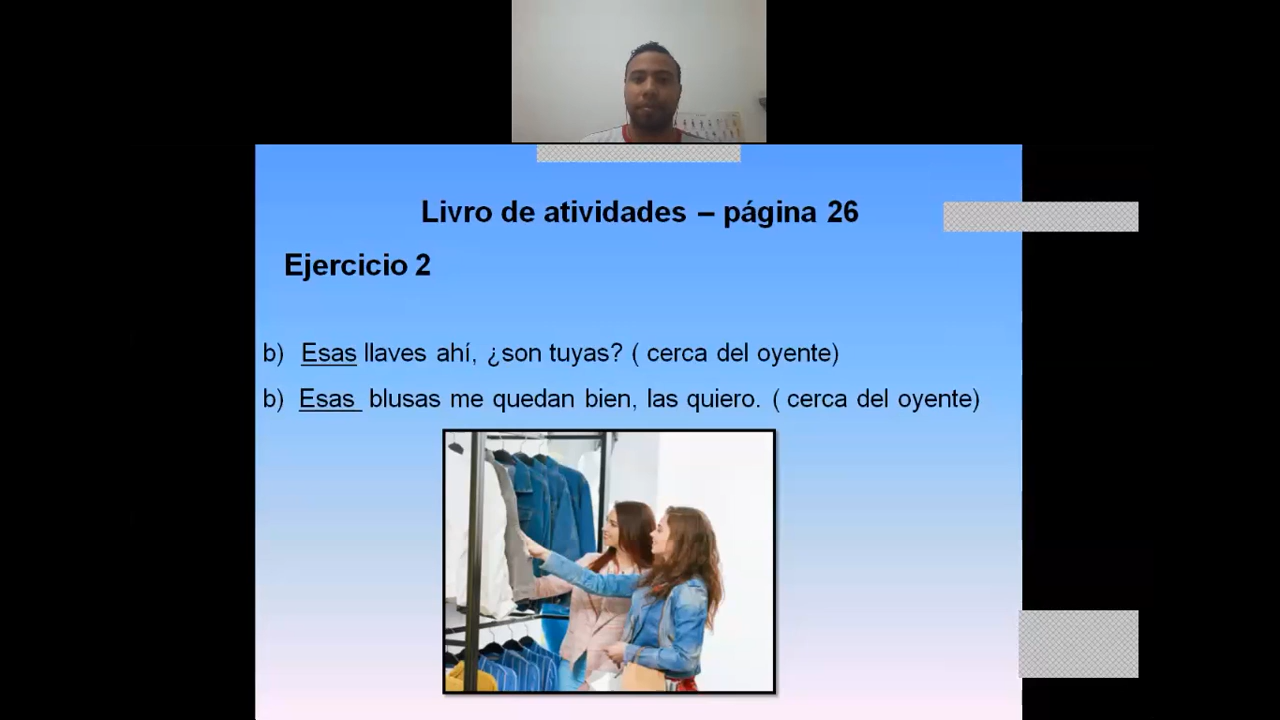 Livro de atividades – página 26
Ejercicio 2
b) Esas llaves ahí, ¿son tuyas? ( cerca del oyente)
b) Esas blusas me quedan bien, las quiero. ( cerca del oyente)